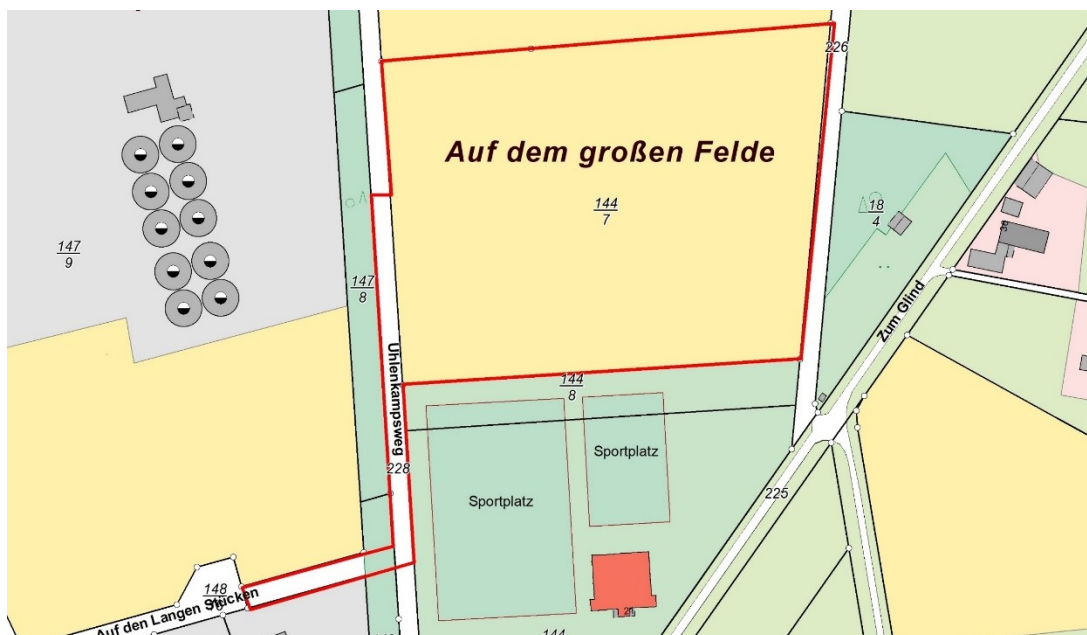 226
Auf dem großen Felde
144
7
18
4
147
9
147
8
Zum Glind
Uhlenkampsweg
144
8
Sportplatz
228
Sportplatz
225
148
Auf den Langen Stücken
144